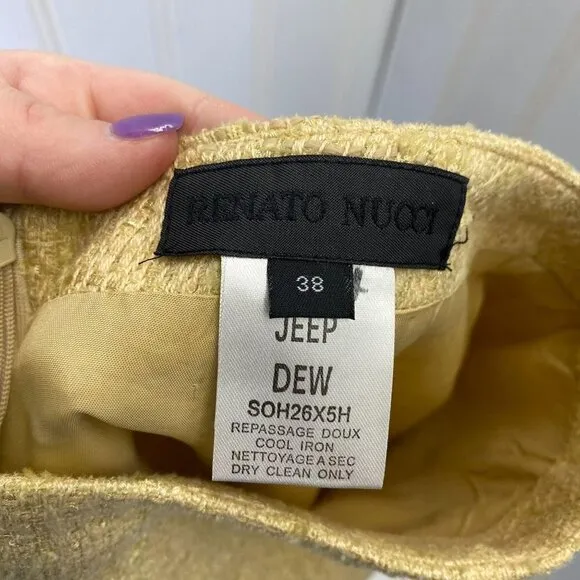 RENATO NUCCI
38
JEEP
DEW
SOH26X5H
REPASSAGE DOUX
COOL IRON
NETTOYAGE A SEC
DRY CLEAN ONLY